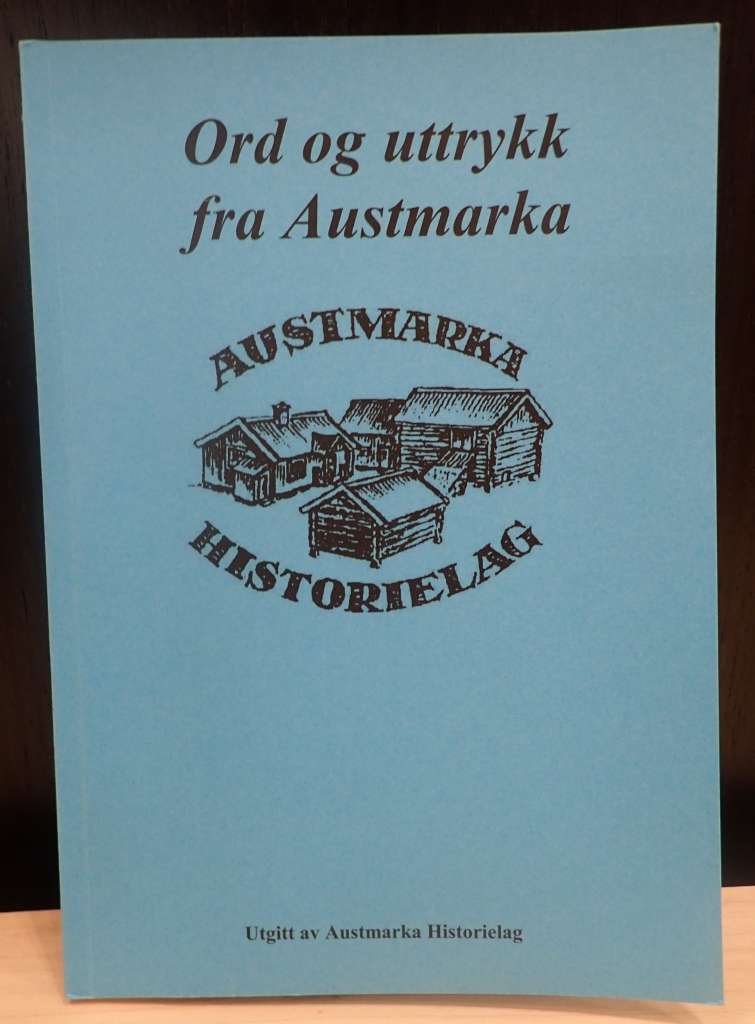 Ord og uttrykk
fra Austmarka
AUSTMARKA
HISTORIELAG
Utgitt av Austmarka Historielag